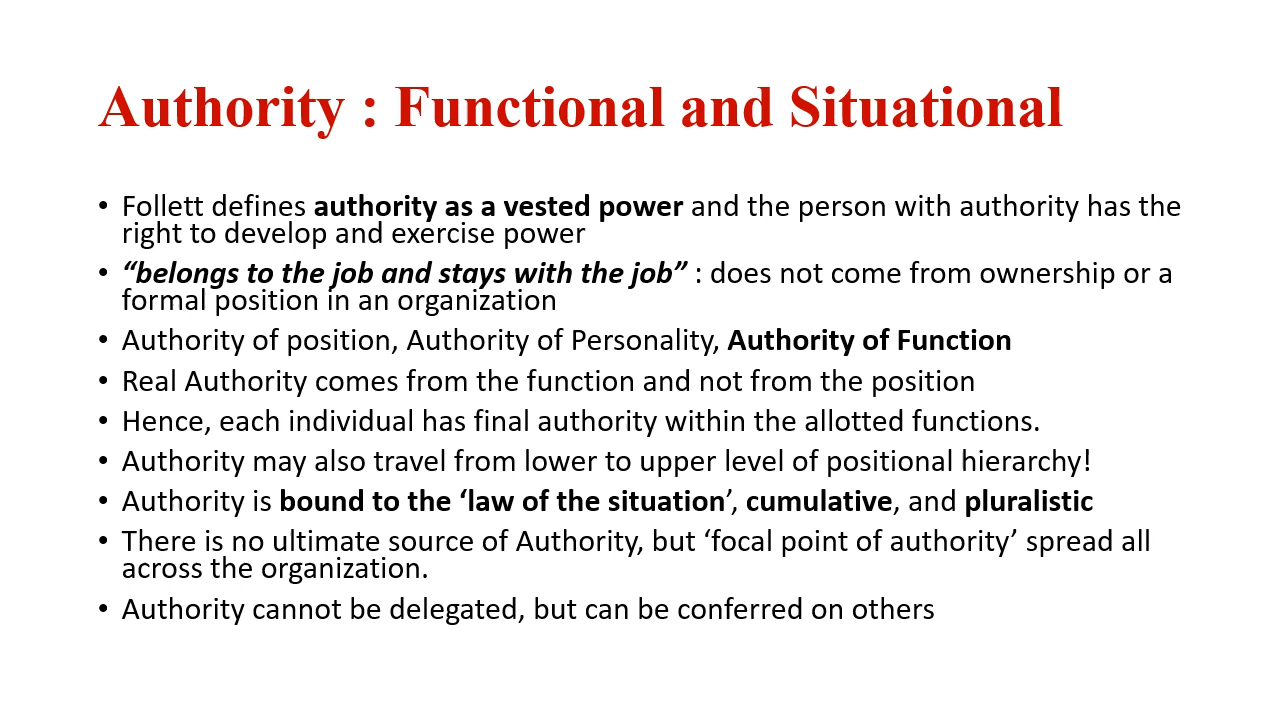 Authority : Functional and Situational
• Follett defines authority as a vested power and the person with authority has the
right to develop and exercise power
• “belongs to the job and stays with the job” : does not come from ownership or a
formal position in an organization
• Authority of position, Authority of Personality, Authority of Function
• Real Authority comes from the function and not from the position
• Hence, each individual has final authority within the allotted functions.
• Authority may also travel from lower to upper level of positional hierarchy!
• Authority is bound to the ‘law of the situation’, cumulative, and pluralistic
• There is no ultimate source of Authority, but ‘focal point of authority’ spread all
across the organization.
• Authority cannot be delegated, but can be conferred on others